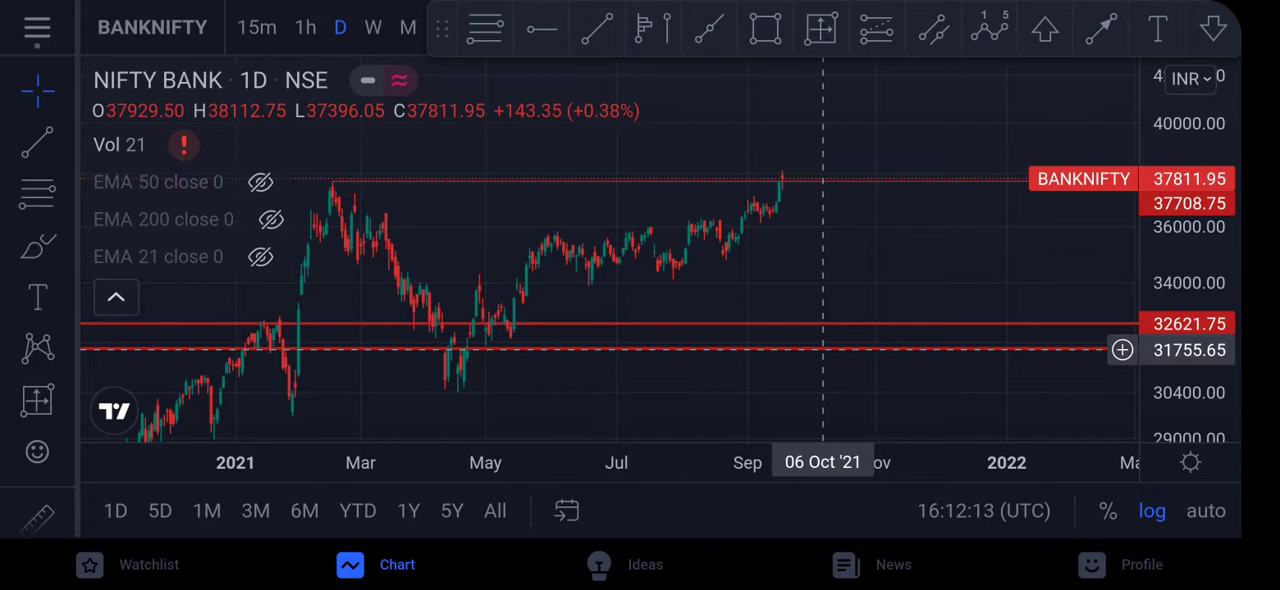 BANKNIFTY 15m 1h D W M 1 5 T
NIFTY BANK · 1D · NSE
O37929.50 H38112.75 L37396.05 C37811.95 +143.35 (+0.38%)
Vol 21
EMA 50 close 0
EMA 200 close 0
EMA 21 close 0
INR
40000.00
BANKNIFTY 37811.95
37708.75
36000.00
34000.00
32621.75
31755.65
30400.00
29000.00
2021 Mar May Jul Sep 06 Oct '21 ov 2022 Ma
1D 5D 1M 3M 6M YTD 1Y 5Y All 16:12:13 (UTC) % log auto
Watchlist Chart Ideas News Profile